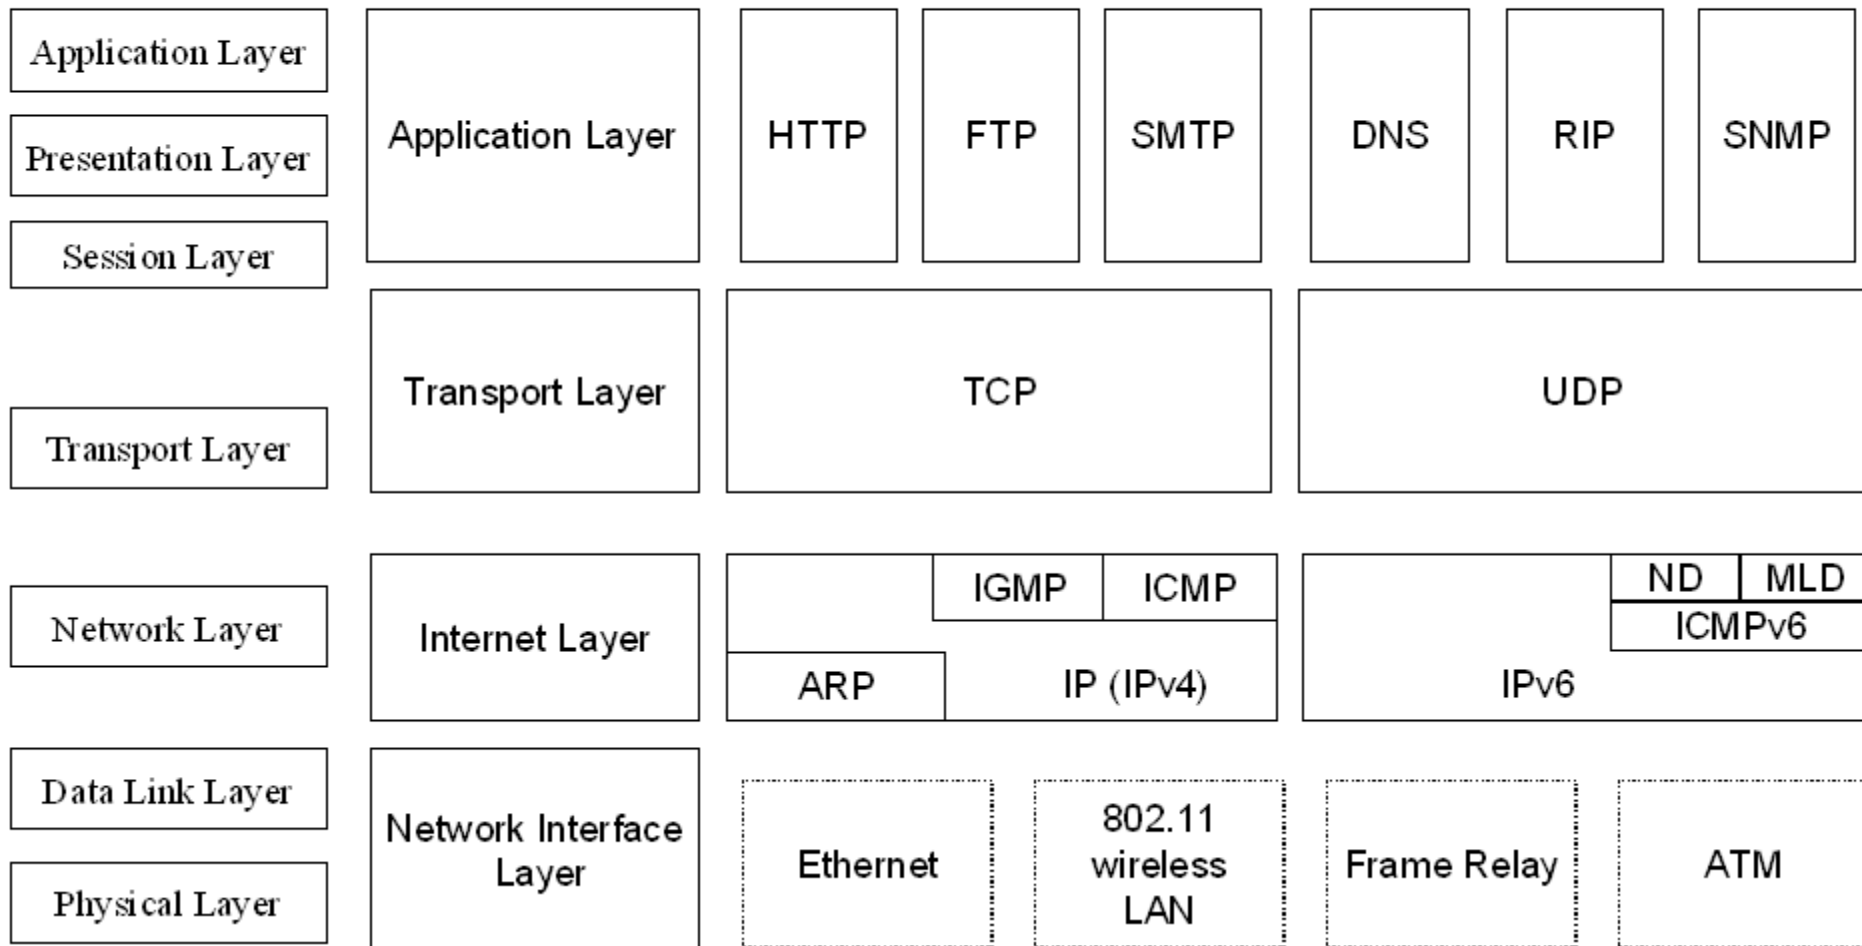 Application Layer
Presentation Layer
Session Layer
Transport Layer
Network Layer
Data Link Layer
Physical Layer
Application Layer
Transport Layer
Internet Layer
Network Interface
Layer
HTTP
FTP
SMTP
DNS
RIP
SNMP
TCP
UDP
IGMP
ICMP
ARP
IP (IPv4)
ND
MLD
ICMPv6
IPv6
Ethernet
802.11
wireless
LAN
Frame Relay
ATM